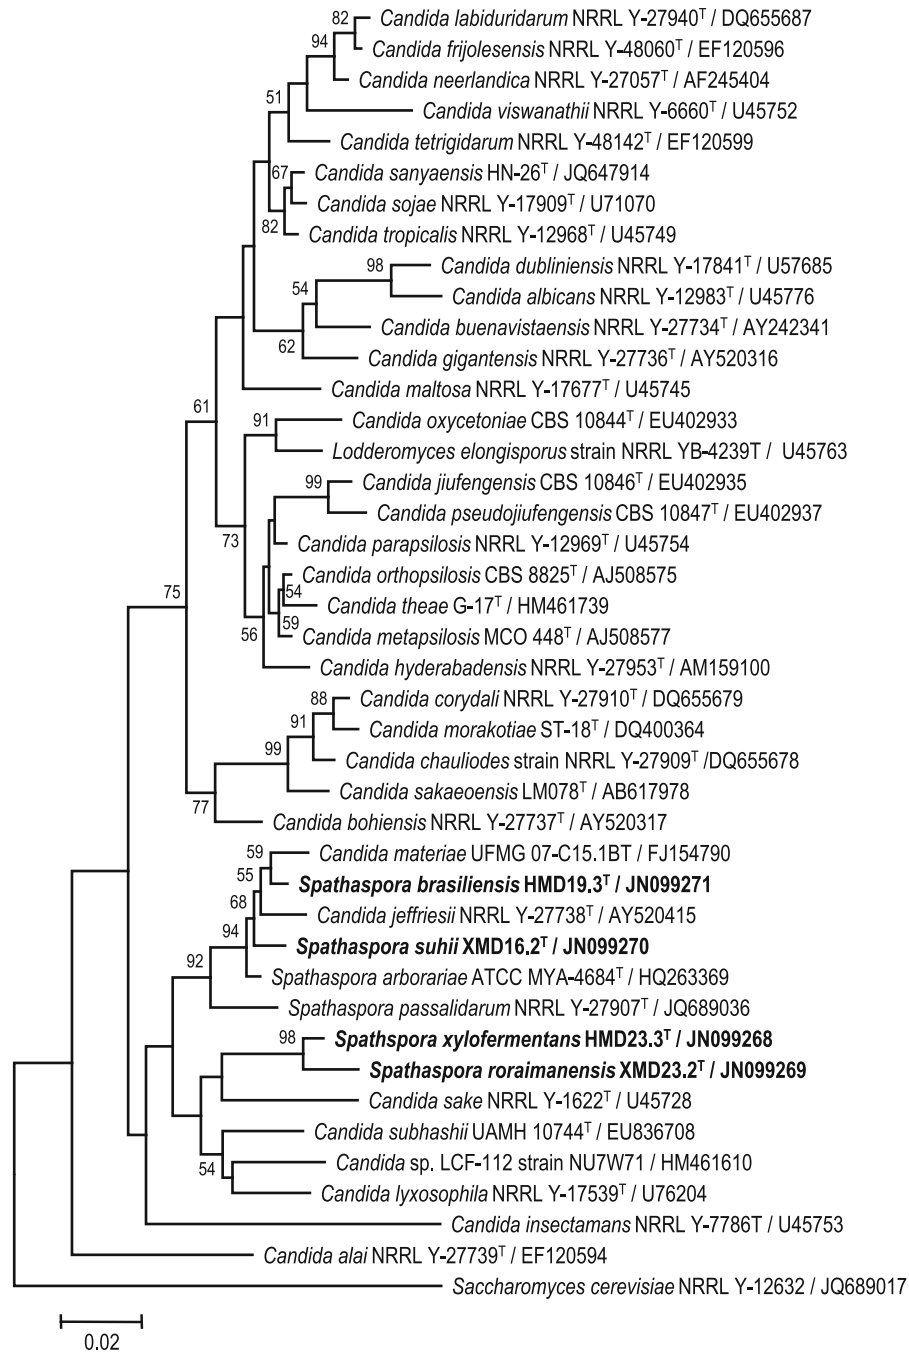 82 Candida labiduridarum NRRL Y-27940ᵀ / DQ655687
94 Candida frijolesensis NRRL Y-48060ᵀ / EF120596
Candida neerlandica NRRL Y-27057ᵀ / AF245404
51 Candida viswanathii NRRL Y-6660ᵀ / U45752
Candida tetrigidarum NRRL Y-48142ᵀ / EF120599
67 Candida sanyaensis HN-26ᵀ / JQ647914
Candida sojae NRRL Y-17909ᵀ / U71070
82 Candida tropicalis NRRL Y-12968ᵀ / U45749
98 Candida dubliniensis NRRL Y-17841ᵀ / U57685
54 Candida albicans NRRL Y-12983ᵀ / U45776
Candida buenavistaensis NRRL Y-27734ᵀ / AY242341
62 Candida gigantensis NRRL Y-27736ᵀ / AY520316
Candida maltosa NRRL Y-17677ᵀ / U45745
61 91 Candida oxycetoniae CBS 10844ᵀ / EU402933
Lodderomyces elongisporus strain NRRL YB-4239T / U45763
99 Candida jiufengensis CBS 10846ᵀ / EU402935
Candida pseudojiufengensis CBS 10847ᵀ / EU402937
73 Candida parapsilosis NRRL Y-12969ᵀ / U45754
Candida orthopsilosis CBS 8825ᵀ / AJ508575
75 54 Candida theae G-17ᵀ / HM461739
56 59 Candida metapsilosis MCO 448ᵀ / AJ508577
Candida hyderabadensis NRRL Y-27953ᵀ / AM159100
88 Candida corydali NRRL Y-27910ᵀ / DQ655679
91 Candida morakotiae ST-18ᵀ / DQ400364
99 Candida chauliodes strain NRRL Y-27909ᵀ /DQ655678
Candida sakaeoensis LM078ᵀ / AB617978
77 Candida bohiensis NRRL Y-27737ᵀ / AY520317
59 Candida materiae UFMG 07-C15.1BT / FJ154790
55 Spathaspora brasiliensis HMD19.3ᵀ / JN099271
68 Candida jeffriesii NRRL Y-27738ᵀ / AY520415
94 Spathaspora suhii XMD16.2ᵀ / JN099270
92 Spathaspora arborariae ATCC MYA-4684ᵀ / HQ263369
Spathaspora passalidarum NRRL Y-27907ᵀ / JQ689036
98 Spathspora xylofermentans HMD23.3ᵀ / JN099268
Spathaspora roraimanensis XMD23.2ᵀ / JN099269
Candida sake NRRL Y-1622ᵀ / U45728
Candida subhashii UAMH 10744ᵀ / EU836708
54 Candida sp. LCF-112 strain NU7W71 / HM461610
Candida lyxosophila NRRL Y-17539ᵀ / U76204
Candida insectamans NRRL Y-7786T / U45753
Candida alai NRRL Y-27739ᵀ / EF120594
Saccharomyces cerevisiae NRRL Y-12632 / JQ689017
0.02